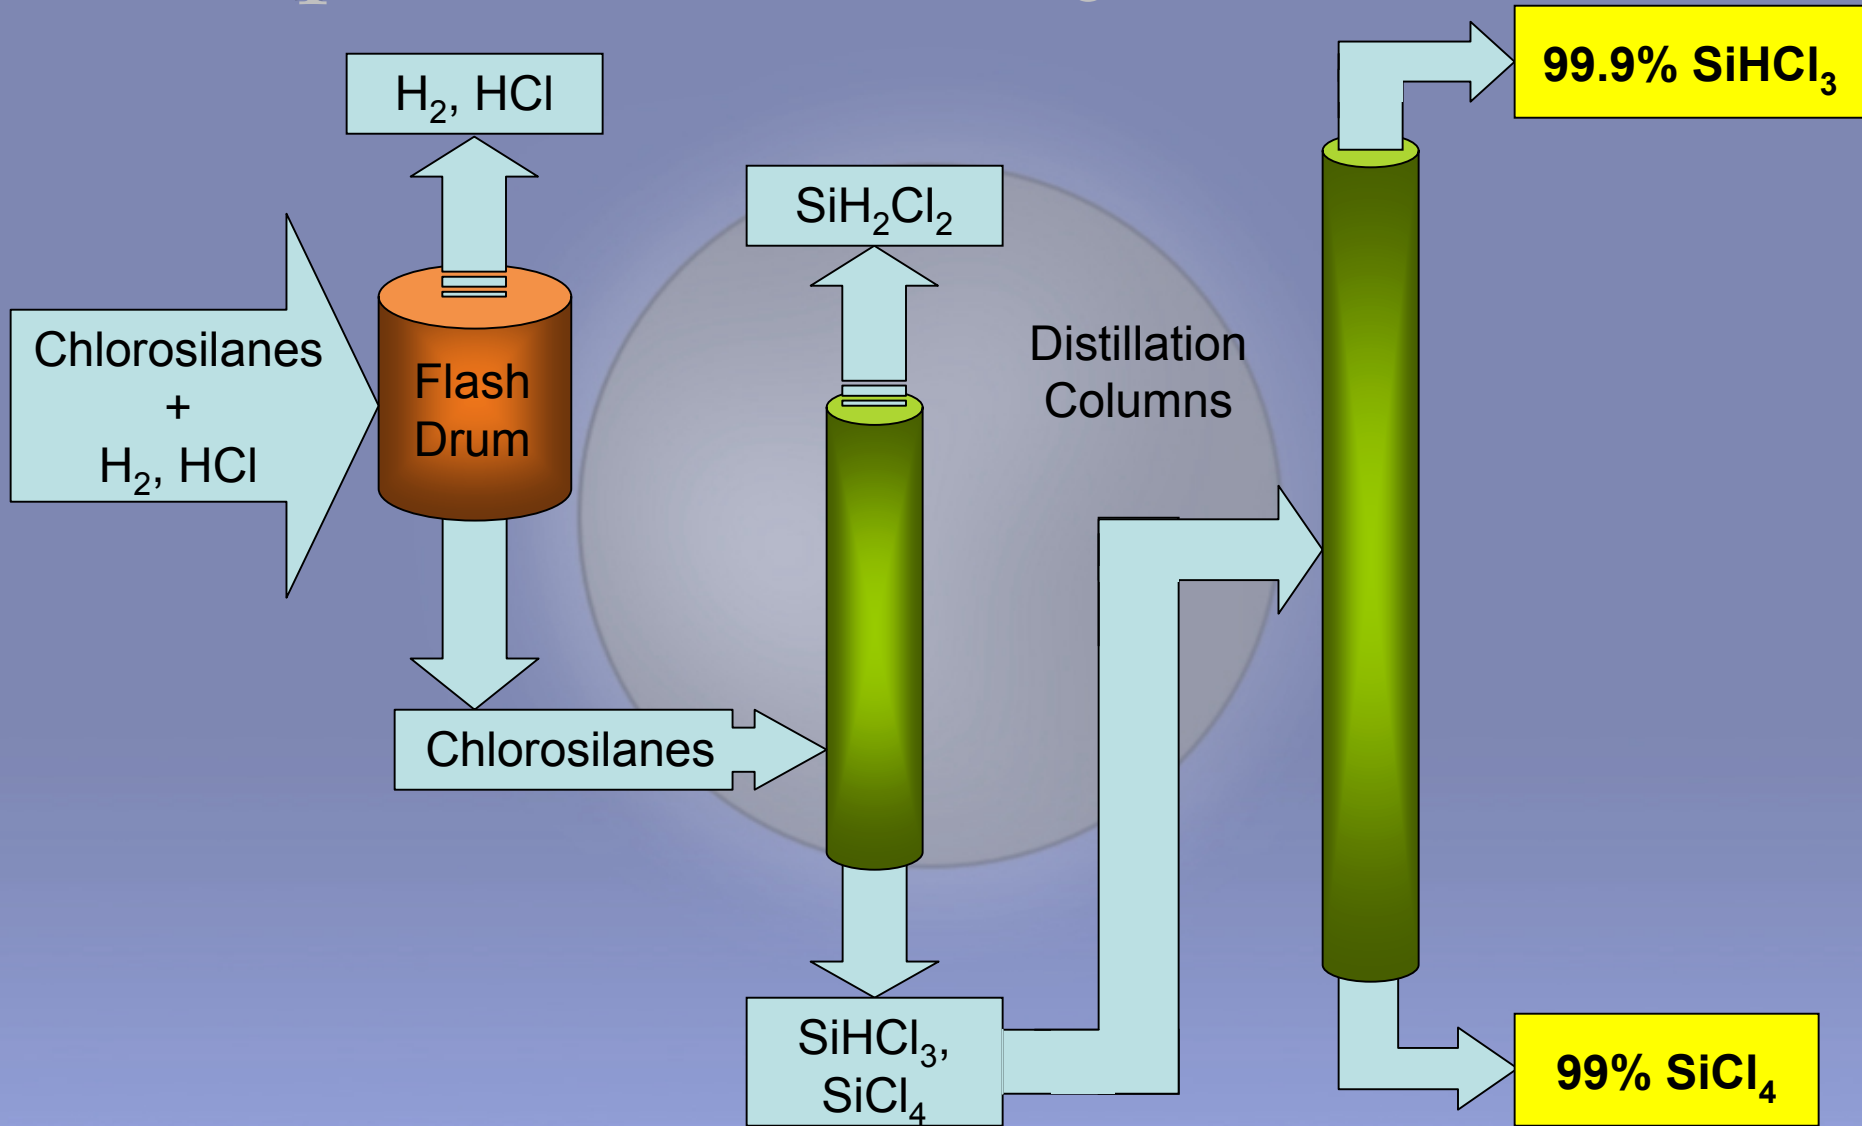 H₂, HCl
99.9% SiHCl₃
SiH₂Cl₂
Chlorosilanes
+
H₂, HCl
Flash
Drum
Distillation
Columns
Chlorosilanes
SiHCl₃,
SiCl₄
99% SiCl₄